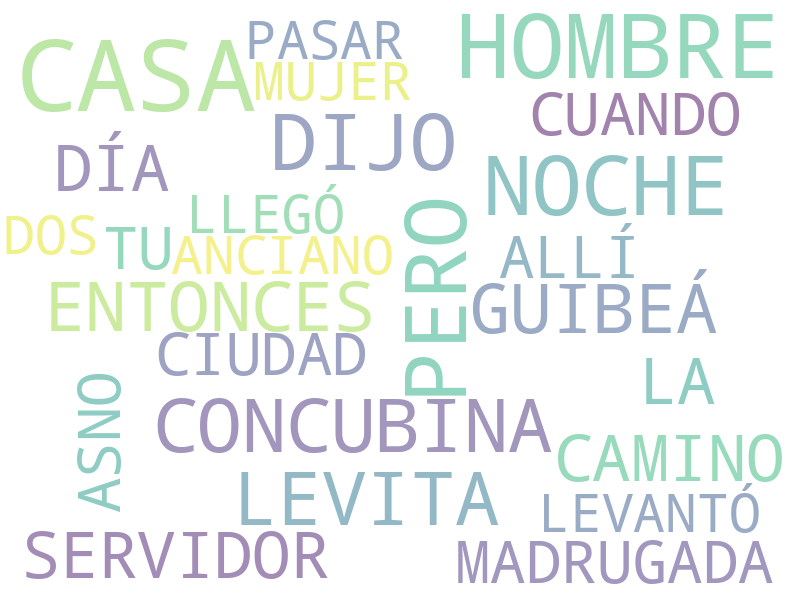 CASA
PASAR
HOMBRE
MUJER
CUANDO
DIJO
DÍA
NOCHE
LLEGÓ
DOS
TU
ANCIANO
PERO
ALLÍ
ENTONCES
GUIBEÁ
CIUDAD
LA
ASNO
CONCUBINA
CAMINO
LEVITA
LEVANTÓ
SERVIDOR
MADRUGADA